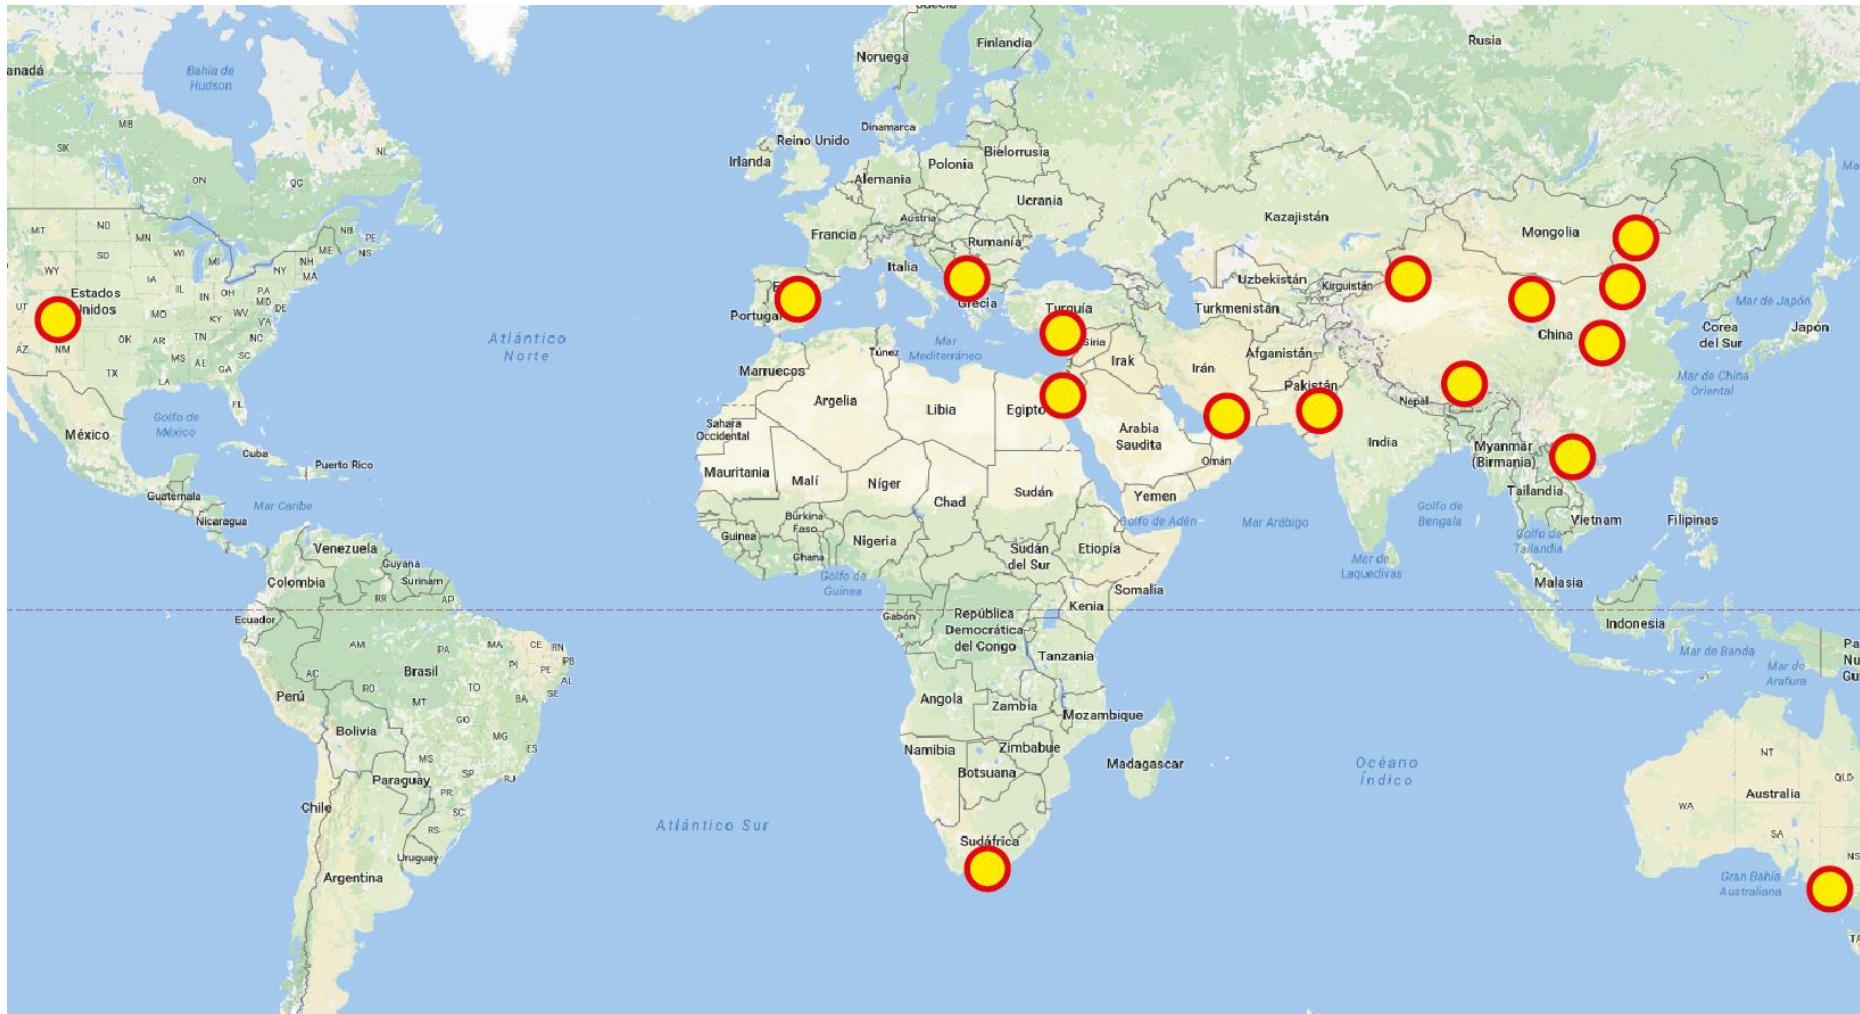 Suecia
Finlandia
Rusia
Noruega
anadá
Bahía de
Hudson
MB
SK
NL
ON
QC
Dinamarca
Reino Unido
Irlanda
Bielorrusia
Polonia
Alemania
Ucrania
Austria
Francia
Rumanía
Italia
Kazajistán
Mongolia
MT
ND
MN
NB
PE
NS
SD
WI
MI
ME
NH
MA
WY
NY
IA
Estados
Unidos
IL
IN
OH
PA
MD
DE
UT
MO
KY
WV
VA
AZ
NM
OK
AR
TN
NC
MS
AL
SC
GA
TX
LA
FL
Portugal
Grecia
Turquía
Siria
Uzbekistán
Kirguistán
Turkmenistán
Afganistán
China
Corea
del Sur
Japón
Mar de Japón
Mar de China
Oriental
Atlántico
Norte
Mar
Mediterráneo
Túnez
Marruecos
Irak
Irán
Pakistán
Nepal
Argelia
Libia
Egipto
Sahara
Occidental
Arabia
Saudita
Omán
India
Myanmar
(Birmania)
Golfo de
México
México
Cuba
Puerto Rico
Guatemala
Mar Caribe
Nicaragua
Mauritania
Malí
Níger
Chad
Sudán
Yemen
Golfo de Adén
Mar Arábigo
Golfo de
Bengala
Tailandia
Vietnam
Filipinas
Golfo de
Tailandia
Burkina
Faso
Guinea
Ghana
Nigeria
Golfo de
Guinea
Sudán
del Sur
Etiopía
Somalia
Mar de
Laquedivas
Malasia
Venezuela
Guyana
Surinam
Colombia
RR
AP
Ecuador
Gabón
República
Democrática
del Congo
Kenia
Tanzania
Indonesia
Mar de Banda
Mar de
Arafura
Pa
Nu
Gu
AM
PA
MA
CE
RN
PB
PI
PE
AL
SE
AC
RO
Brasil
TO
BA
Perú
MT
GO
Bolivia
MG
ES
MS
SP
RJ
Paraguay
PR
SC
Chile
RS
Uruguay
Argentina
Angola
Zambia
Mozambique
Namibia
Zimbabue
Botsuana
Madagascar
Océano
Índico
Atlántico Sur
Sudáfrica
NT
QLD
Australia
WA
SA
NS
Gran Bahía
Australiana
TA